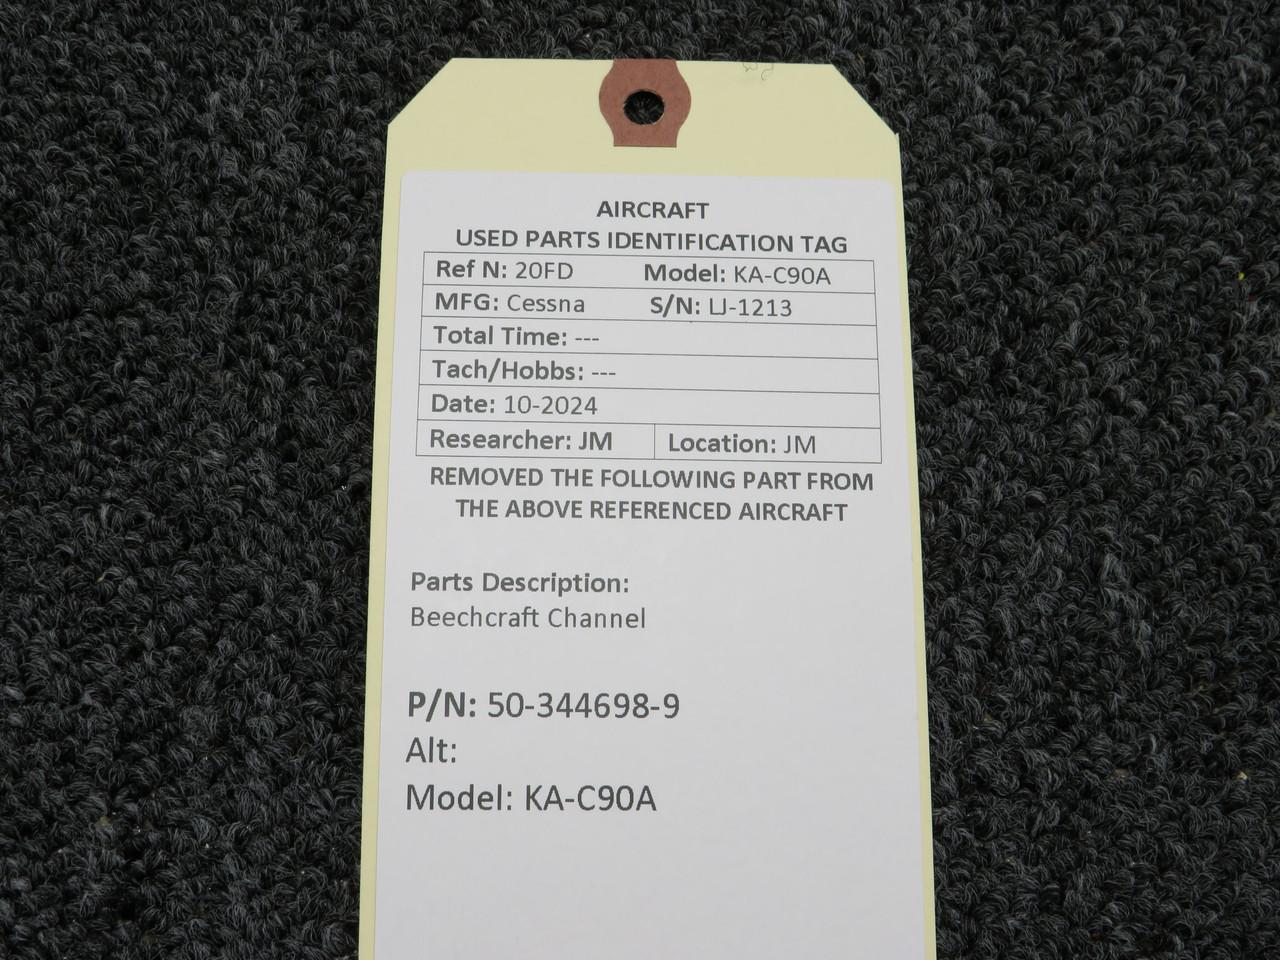 AIRCRAFT
USED PARTS IDENTIFICATION TAG
Ref N: 20FD Model: KA-C90A
MFG: Cessna S/N: LJ-1213
Total Time: ---
Tach/Hobbs: ---
Date: 10-2024
Researcher: JM Location: JM
REMOVED THE FOLLOWING PART FROM
THE ABOVE REFERENCED AIRCRAFT
Parts Description:
Beechcraft Channel
P/N: 50-344698-9
Alt:
Model: KA-C90A